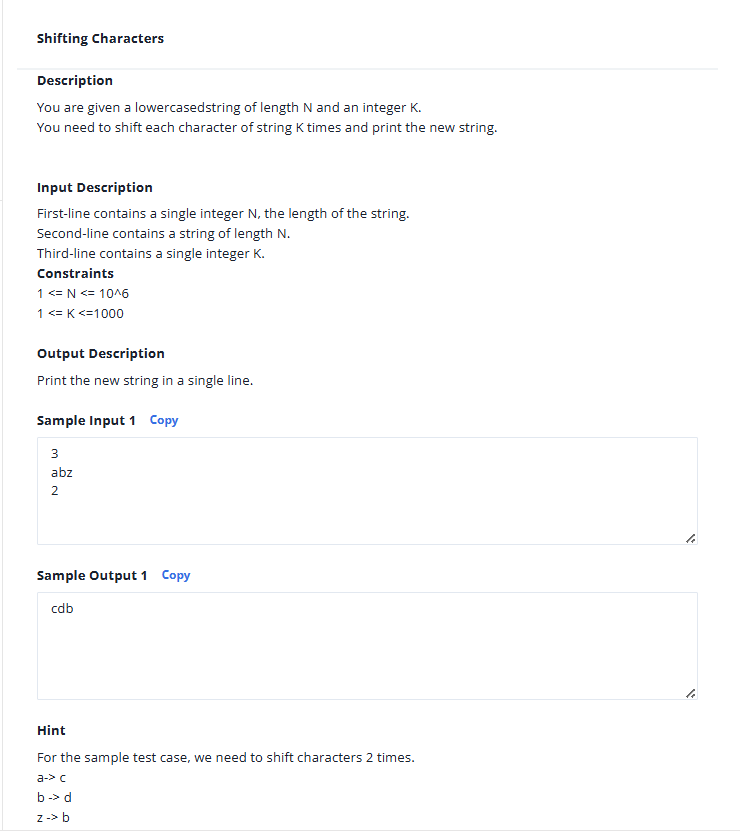 Shifting Characters
Description
You are given a lowercasedstring of length N and an integer K.
You need to shift each character of string K times and print the new string.
Input Description
First-line contains a single integer N, the length of the string.
Second-line contains a string of length N.
Third-line contains a single integer K.
Constraints
1 <= N <= 10^6
1 <= K <=1000
Output Description
Print the new string in a single line.
Sample Input 1 Copy
3
abz
2
Sample Output 1 Copy
cdb
Hint
For the sample test case, we need to shift characters 2 times.
a-> c
b -> d
z -> b